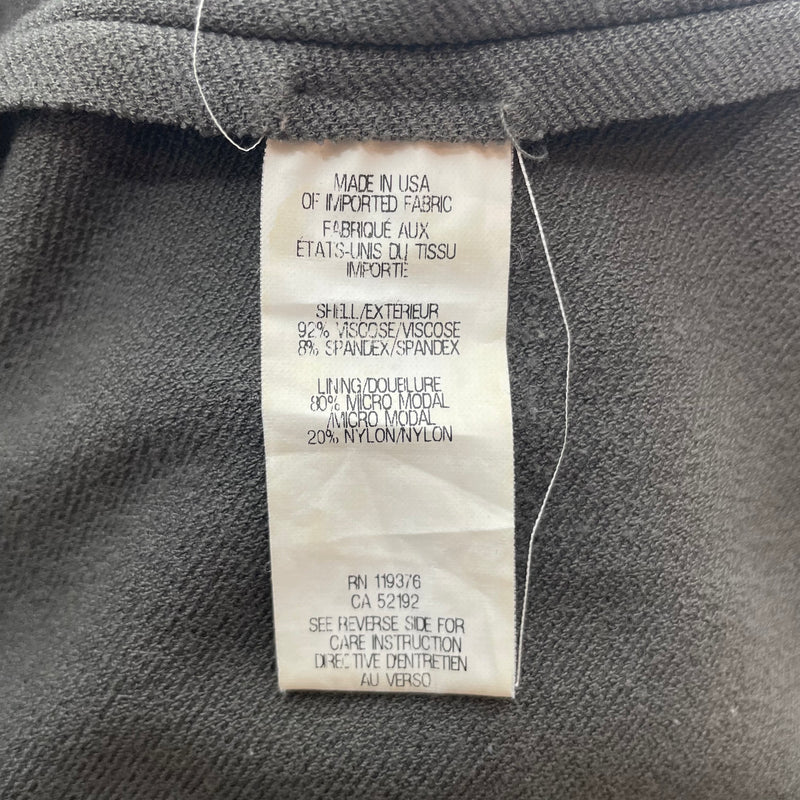 MADE IN USA
OF IMPORTED FABRIC
FABRIQUÉ AUX
ÉTATS-UNIS DU TISSU
IMPORTE
SHELL/EXTÉRIEUR
92% VISCOSE/VISCOSE
8% SPANDEX/SPANDEX
LINING/DOUBLURE
80% MICRO MODAL
/MICRO MODAL
20% NYLON/NYLON
RN 119376
CA 52192
SEE REVERSE SIDE FOR
CARE INSTRUCTION
DIRECTIVE D'ENTRETIEN
AU VERSO